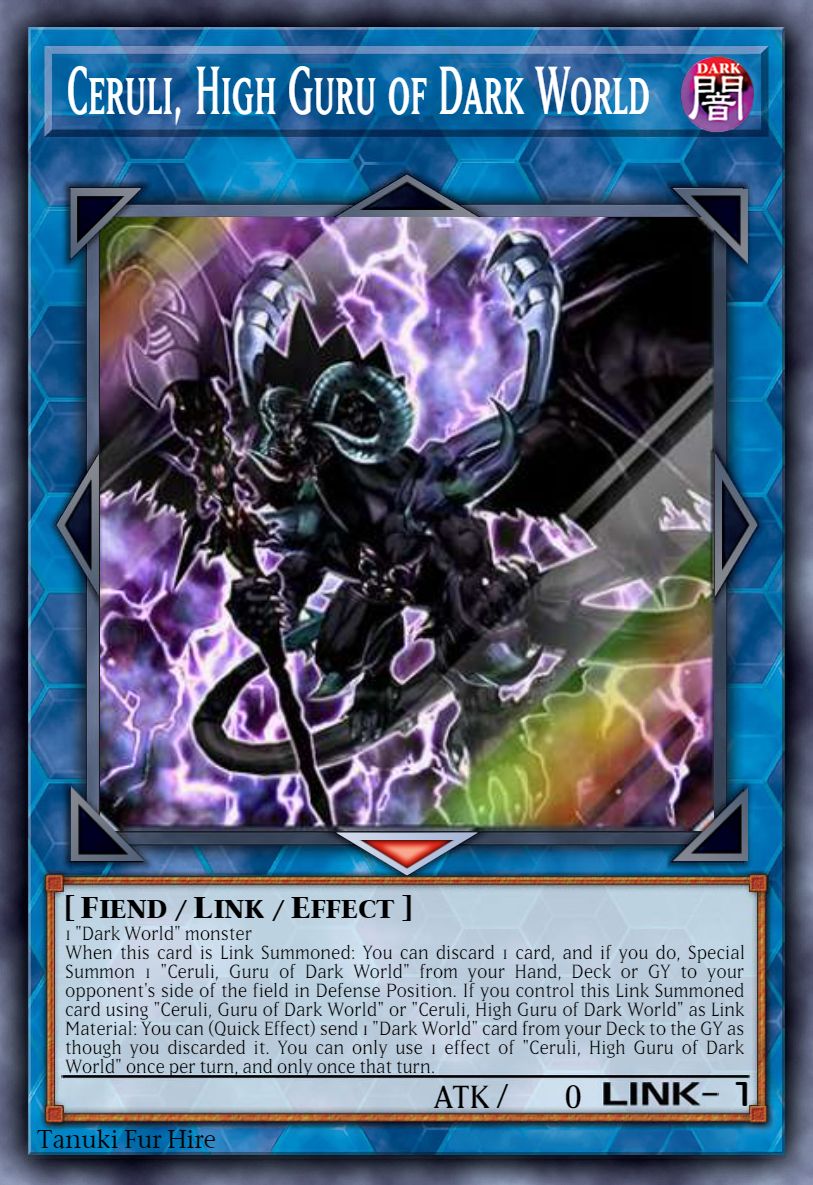 CERULI, HIGH GURU OF DARK WORLD
DARK
闇
[ FIEND / LINK / EFFECT ]
1 "Dark World" monster
When this card is Link Summoned: You can discard 1 card, and if you do, Special
Summon 1 "Ceruli, Guru of Dark World" from your Hand, Deck or GY to your
opponent's side of the field in Defense Position. If you control this Link Summoned
card using "Ceruli, Guru of Dark World" or "Ceruli, High Guru of Dark World" as Link
Material: You can (Quick Effect) send 1 "Dark World" card from your Deck to the GY as
though you discarded it. You can only use 1 effect of "Ceruli, High Guru of Dark
World" once per turn, and only once that turn.
ATK / 0 LINK- 1
Tanuki Fur Hire